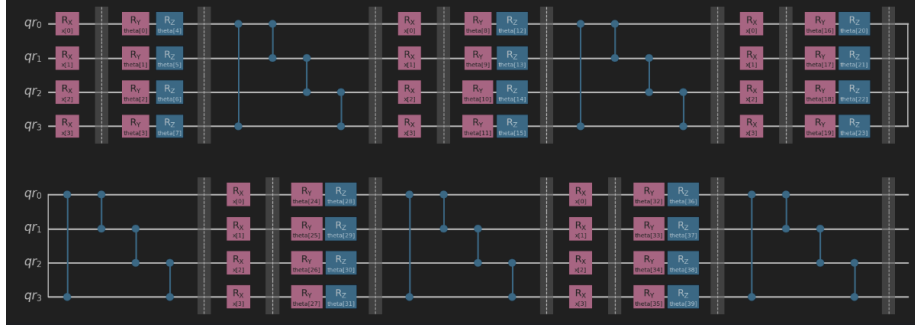 qr0 RX x[0] RY theta[0] RZ theta[4] RX x[0] RY theta[8] RZ theta[12] RX x[0] RY theta[16] RZ theta[20]
qr1 RX x[1] RY theta[1] RZ theta[5] RX x[1] RY theta[9] RZ theta[13] RX x[1] RY theta[17] RZ theta[21]
qr2 RX x[2] RY theta[2] RZ theta[6] RX x[2] RY theta[10] RZ theta[14] RX x[2] RY theta[18] RZ theta[22]
qr3 RX x[3] RY theta[3] RZ theta[7] RX x[3] RY theta[11] RZ theta[15] RX x[3] RY theta[19] RZ theta[23]
qr0 RX x[0] RY theta[24] RZ theta[28] RX x[0] RY theta[32] RZ theta[36]
qr1 RX x[1] RY theta[25] RZ theta[29] RX x[1] RY theta[33] RZ theta[37]
qr2 RX x[2] RY theta[26] RZ theta[30] RX x[2] RY theta[34] RZ theta[38]
qr3 RX x[3] RY theta[27] RZ theta[31] RX x[3] RY theta[35] RZ theta[39]